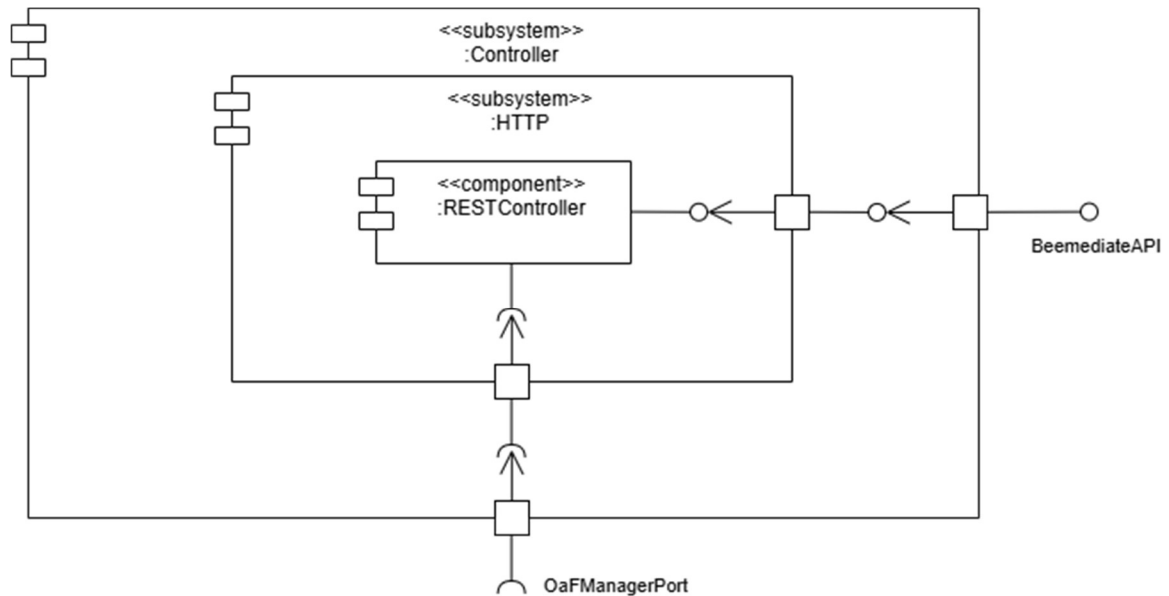 <<subsystem>>
:Controller
<<subsystem>>
:HTTP
<<component>>
:RESTController
BeemediateAPI
OaFManagerPort